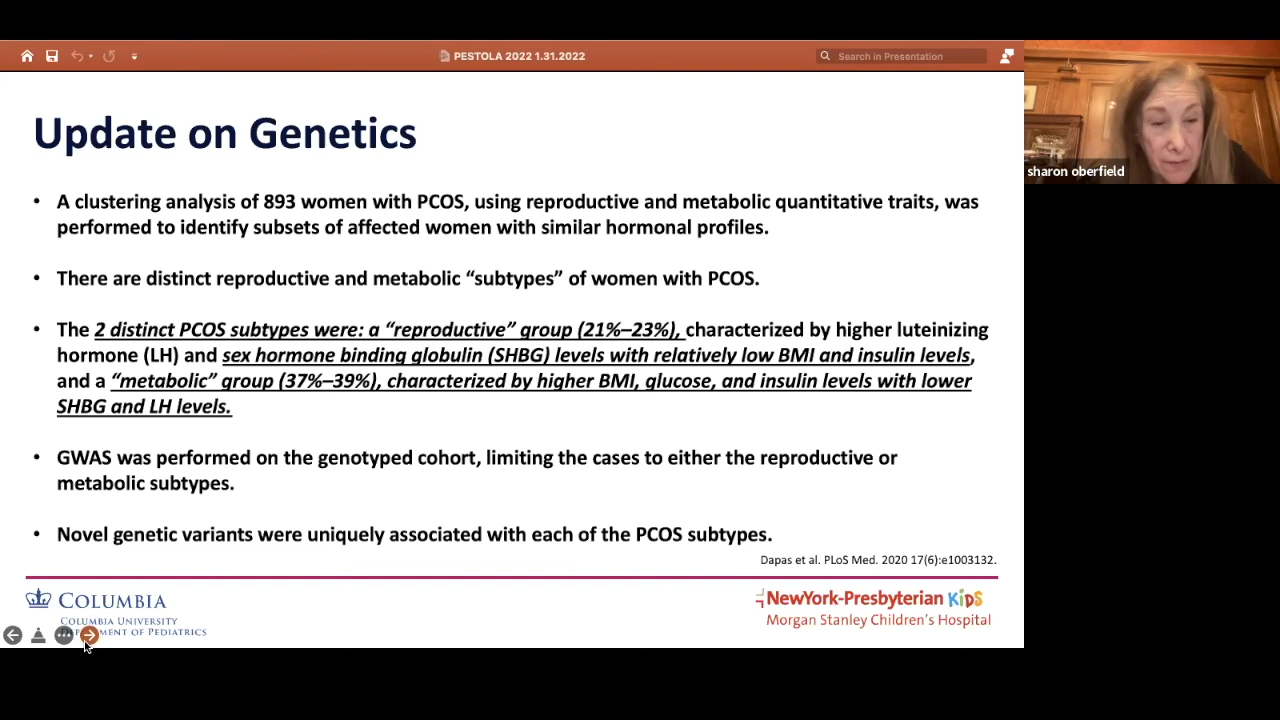 PESTOLA 2022 1.31.2022
Search in Presentation
sharon oberfield
Update on Genetics
• A clustering analysis of 893 women with PCOS, using reproductive and metabolic quantitative traits, was
performed to identify subsets of affected women with similar hormonal profiles.
• There are distinct reproductive and metabolic “subtypes” of women with PCOS.
• The 2 distinct PCOS subtypes were: a “reproductive” group (21%–23%), characterized by higher luteinizing
hormone (LH) and sex hormone binding globulin (SHBG) levels with relatively low BMI and insulin levels,
and a “metabolic” group (37%–39%), characterized by higher BMI, glucose, and insulin levels with lower
SHBG and LH levels.
• GWAS was performed on the genotyped cohort, limiting the cases to either the reproductive or
metabolic subtypes.
• Novel genetic variants were uniquely associated with each of the PCOS subtypes.
Dapas et al. PLoS Med. 2020 17(6):e1003132.
COLUMBIA
COLUMBIA UNIVERSITY
DEPARTMENT OF PEDIATRICS
NewYork-Presbyterian KiDS
Morgan Stanley Children’s Hospital